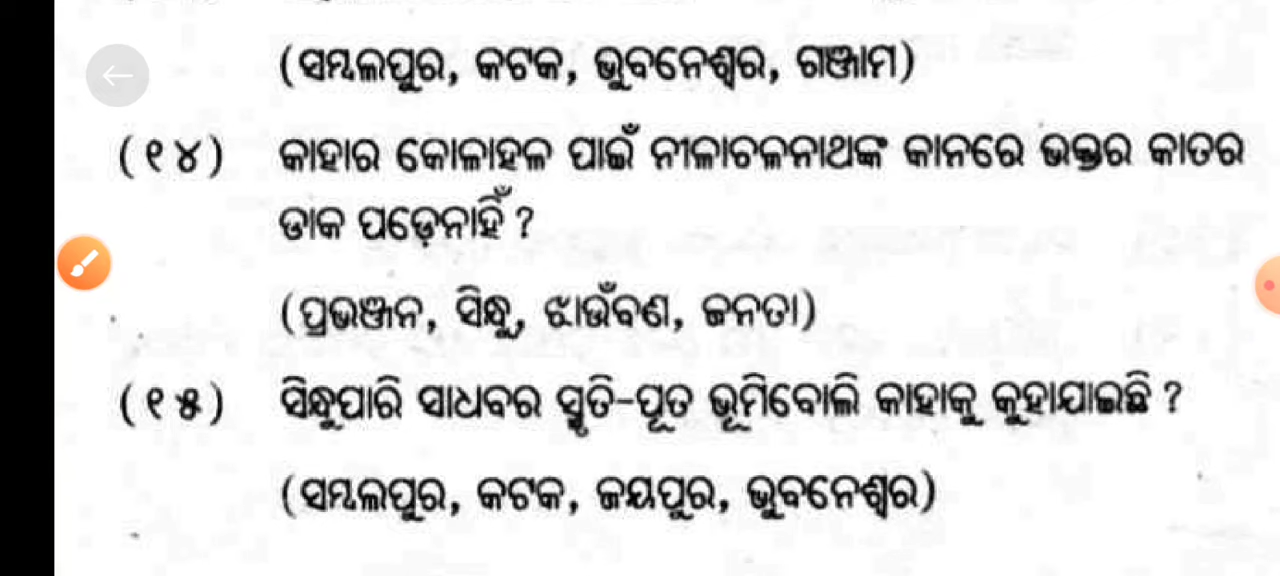 (ସମ୍ବଲପୁର, କଟକ, ଭୁବନେଶ୍ୱର, ଗଞ୍ଜାମ)
(୧୪) କାହାର କୋଳାହଳ ପାଇଁ ନୀଳାଚଳନାଥଙ୍କ କାନରେ ଭକ୍ତର କାତର
ଡାକ ପଡ଼େନାହିଁ ?
(ପ୍ରଭଞ୍ଜନ, ସିନ୍ଧୁ, ଝାଉଁବଣ, ଜନତା)
(୧୫) ସିନ୍ଧୁପାରି ସାଧବର ସ୍ମୃତି-ପୂତ ଭୂମିବୋଲି କାହାକୁ କୁହାଯାଇଛି ?
(ସମ୍ବଲପୁର, କଟକ, ଜୟପୁର, ଭୁବନେଶ୍ୱର)